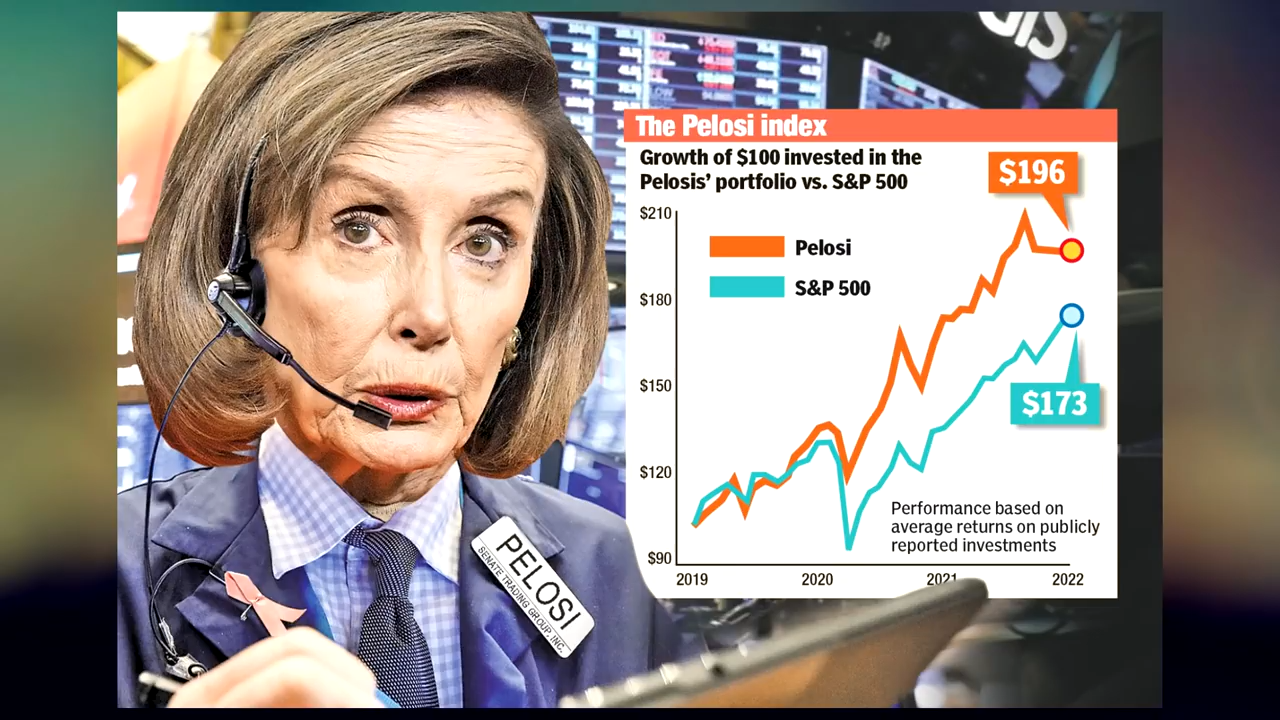 The Pelosi index
Growth of $100 invested in the
Pelosis' portfolio vs. S&P 500
$196
$210
Pelosi
S&P 500
$180
$150
$173
$120
Performance based on
average returns on publicly
reported investments
$90
2019 2020 2021 2022
PELOSI
SENATE TRADING GROUP, INC.
GIS